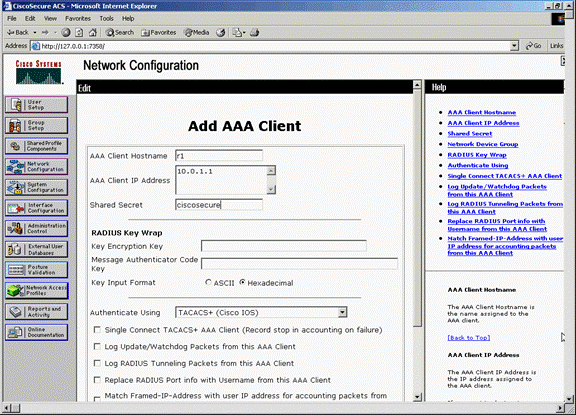 CiscoSecure ACS - Microsoft Internet Explorer
File Edit View Favorites Tools Help
Back Search Favorites Media
Address http://127.0.0.1:7358/ Go Links
CISCO SYSTEMS
Network Configuration
User Setup
Group Setup
Shared Profile Components
Network Configuration
System Configuration
Interface Configuration
Administration Control
External User Databases
Posture Validation
Network Access Profiles
Reports and Activity
Online Documentation
Edit
Add AAA Client
AAA Client Hostname r1
AAA Client IP Address 10.0.1.1
Shared Secret ciscosecure
RADIUS Key Wrap
Key Encryption Key
Message Authenticator Code Key
Key Input Format ASCII Hexadecimal
Authenticate Using TACACS+ (Cisco IOS)
Single Connect TACACS+ AAA Client (Record stop in accounting on failure)
Log Update/Watchdog Packets from this AAA Client
Log RADIUS Tunneling Packets from this AAA Client
Replace RADIUS Port info with Username from this AAA Client
Match Framed-IP-Address with user IP address for accounting packets from
Help
AAA Client Hostname
AAA Client IP Address
Shared Secret
Network Device Group
RADIUS Key Wrap
Authenticate Using
Single Connect TACACS+ AAA Client
Log Update/Watchdog Packets
from this AAA Client
Log RADIUS Tunneling Packets
from this AAA Client
Replace RADIUS Port info with
Username from this AAA Client
Match Framed-IP-Address with user
IP address for accounting packets
from this AAA Client
AAA Client Hostname
The AAA Client Hostname is
the name assigned to the
AAA client.
[Back to Top]
AAA Client IP Address
The AAA Client IP Address is
the IP address assigned to
the AAA client.